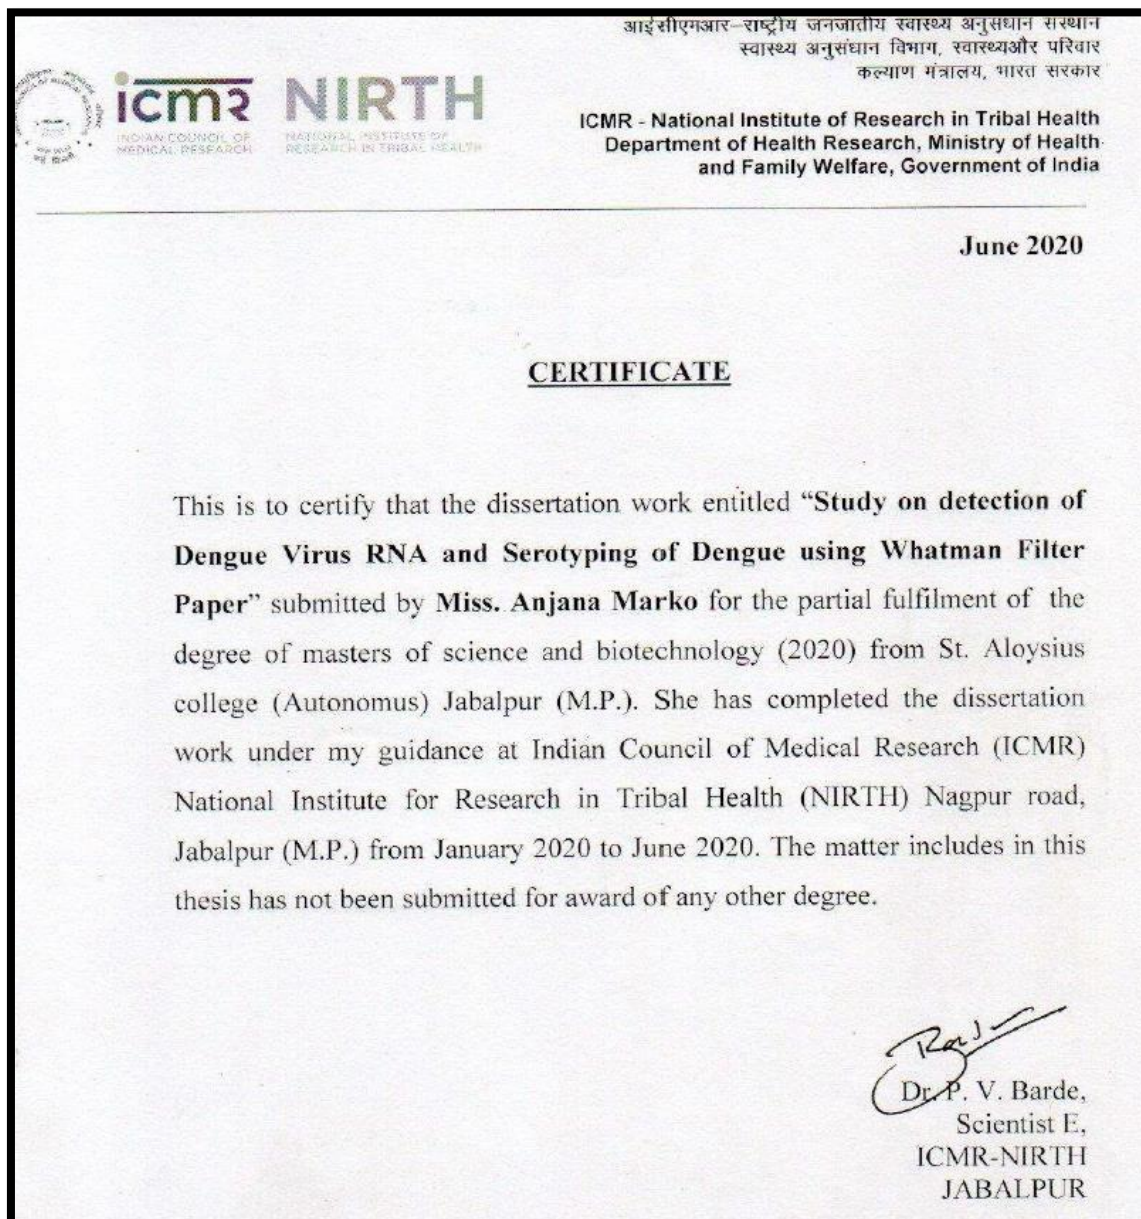 आईसीएमआर–राष्ट्रीय जनजातीय स्वास्थ्य अनुसंधान संस्थान
स्वास्थ्य अनुसंधान विभाग, स्वास्थ्यऔर परिवार
कल्याण मंत्रालय, भारत सरकार
icmr NIRTH
INDIAN COUNCIL OF
MEDICAL RESEARCH
NATIONAL INSTITUTE OF
RESEARCH IN TRIBAL HEALTH
ICMR - National Institute of Research in Tribal Health
Department of Health Research, Ministry of Health
and Family Welfare, Government of India
June 2020
CERTIFICATE
This is to certify that the dissertation work entitled “Study on detection of
Dengue Virus RNA and Serotyping of Dengue using Whatman Filter
Paper” submitted by Miss. Anjana Marko for the partial fulfilment of the
degree of masters of science and biotechnology (2020) from St. Aloysius
college (Autonomus) Jabalpur (M.P.). She has completed the dissertation
work under my guidance at Indian Council of Medical Research (ICMR)
National Institute for Research in Tribal Health (NIRTH) Nagpur road,
Jabalpur (M.P.) from January 2020 to June 2020. The matter includes in this
thesis has not been submitted for award of any other degree.
Dr. P. V. Barde,
Scientist E,
ICMR-NIRTH
JABALPUR